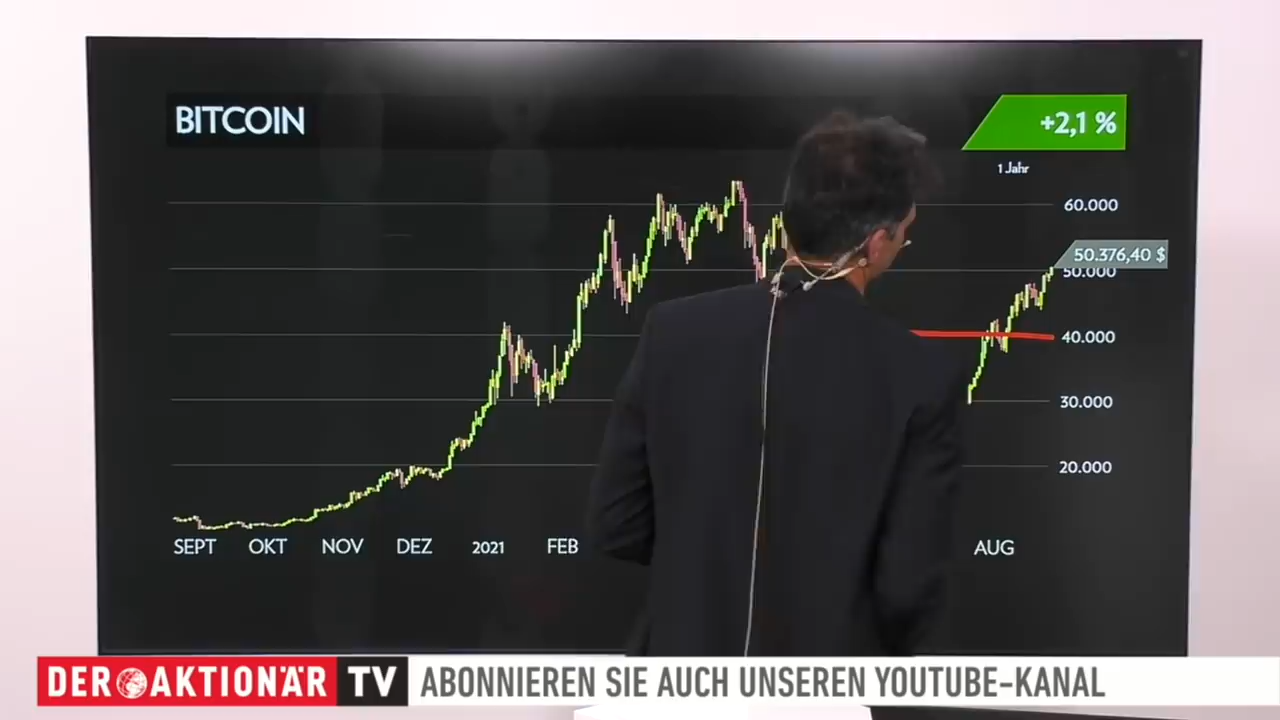 BITCOIN
+2,1 %
1 Jahr
60.000
50.376,40 $
50.000
40.000
30.000
20.000
SEPT OKT NOV DEZ 2021 FEB AUG
DER AKTIONÄR TV ABONNIEREN SIE AUCH UNSEREN YOUTUBE-KANAL